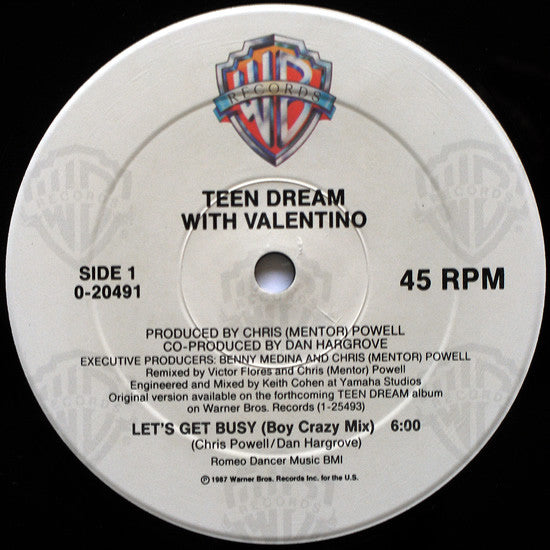 WB
RECORDS
TEEN DREAM
WITH VALENTINO
SIDE 1
0-20491
45 RPM
PRODUCED BY CHRIS (MENTOR) POWELL
CO-PRODUCED BY DAN HARGROVE
EXECUTIVE PRODUCERS: BENNY MEDINA AND CHRIS (MENTOR) POWELL
Remixed by Victor Flores and Chris (Mentor) Powell
Engineered and Mixed by Keith Cohen at Yamaha Studios
Original version available on the forthcoming TEEN DREAM album
on Warner Bros. Records (1-25493)
LET'S GET BUSY (Boy Crazy Mix) 6:00
(Chris Powell/Dan Hargrove)
Romeo Dancer Music BMI
℗ 1987 Warner Bros. Records Inc. for the U.S.